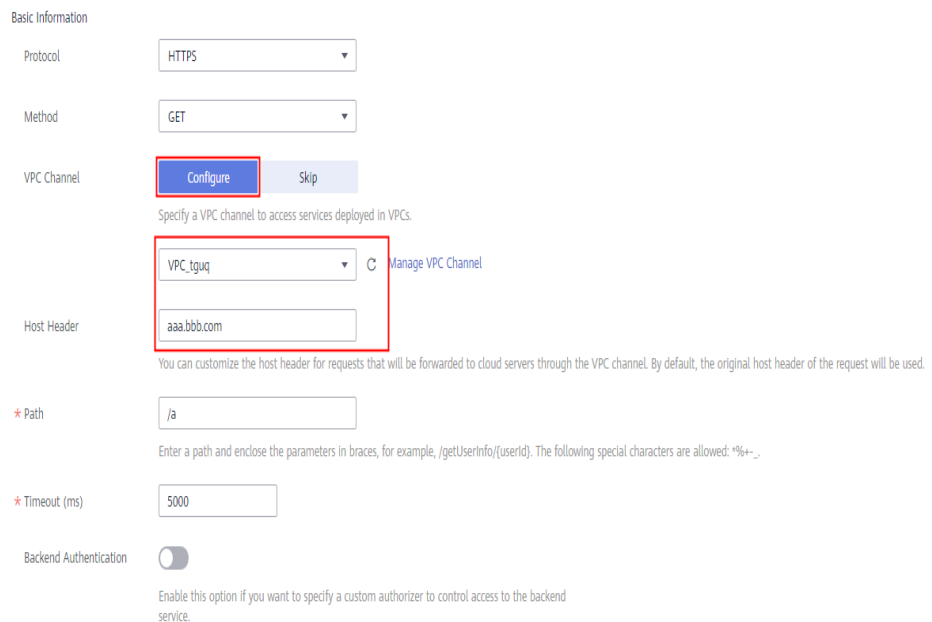 Basic Information
Protocol
HTTPS
Method
GET
VPC Channel
Configure
Skip
Specify a VPC channel to access services deployed in VPCs.
VPC_tguq
Manage VPC Channel
Host Header
aaa.bbb.com
You can customize the host header for requests that will be forwarded to cloud servers through the VPC channel. By default, the original host header of the request will be used.
* Path
/a
Enter a path and enclose the parameters in braces, for example, /getUserInfo/{userId}. The following special characters are allowed: *%+-_.
* Timeout (ms)
5000
Backend Authentication
Enable this option if you want to specify a custom authorizer to control access to the backend
service.